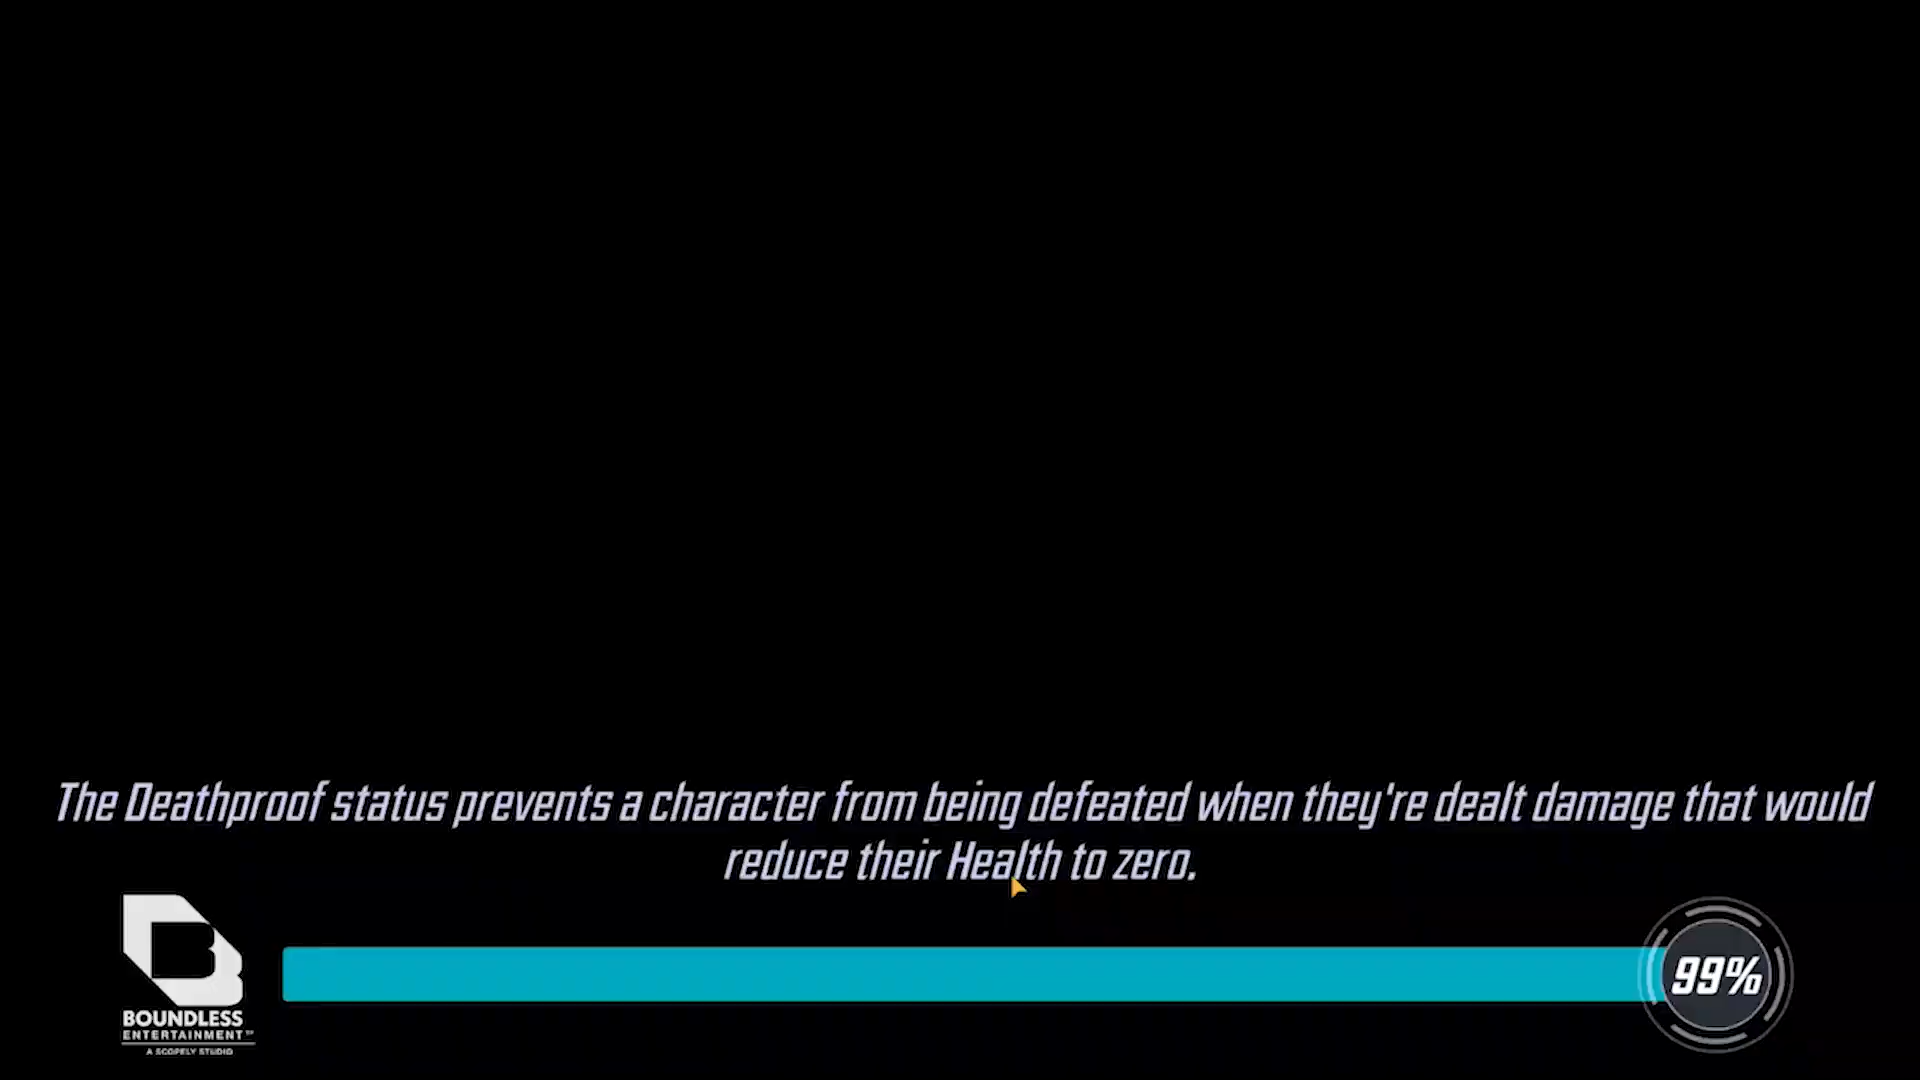 The Deathproof status prevents a character from being defeated when they're dealt damage that would
reduce their Health to zero.
BOUNDLESS
ENTERTAINMENT™
A SCOPELY STUDIO
99%